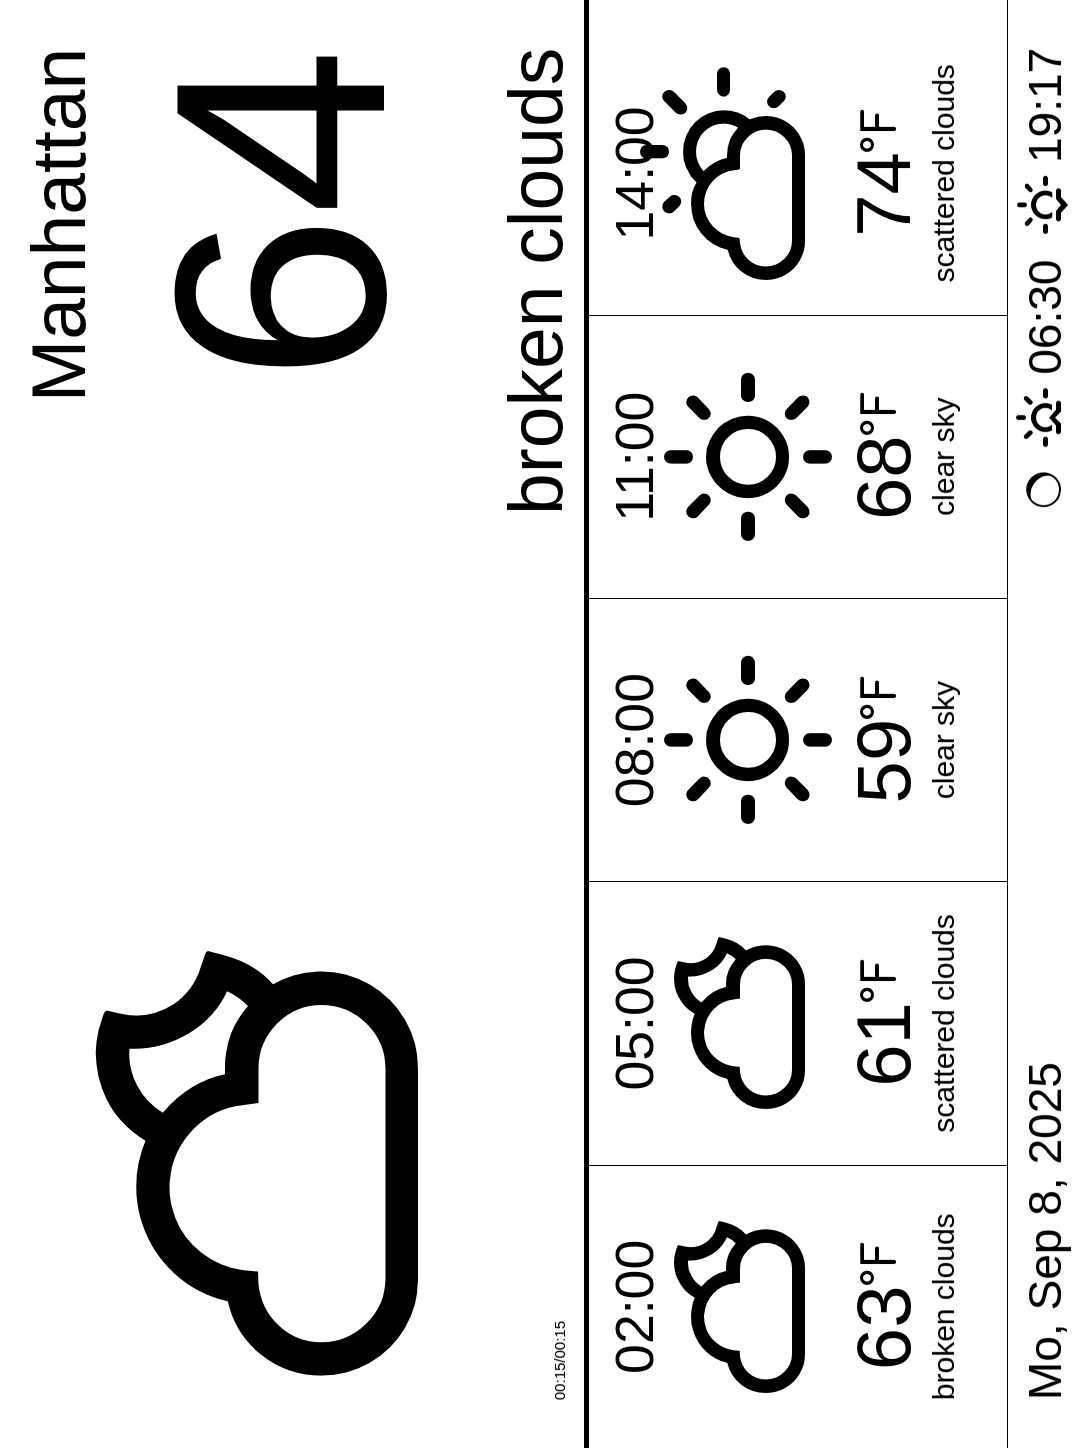 Manhattan
64
broken clouds
00:15/00:15
02:00
63°F
broken clouds
05:00
61°F
scattered clouds
08:00
59°F
clear sky
11:00
68°F
clear sky
14:00
74°F
scattered clouds
Mo, Sep 8, 2025
06:30
19:17